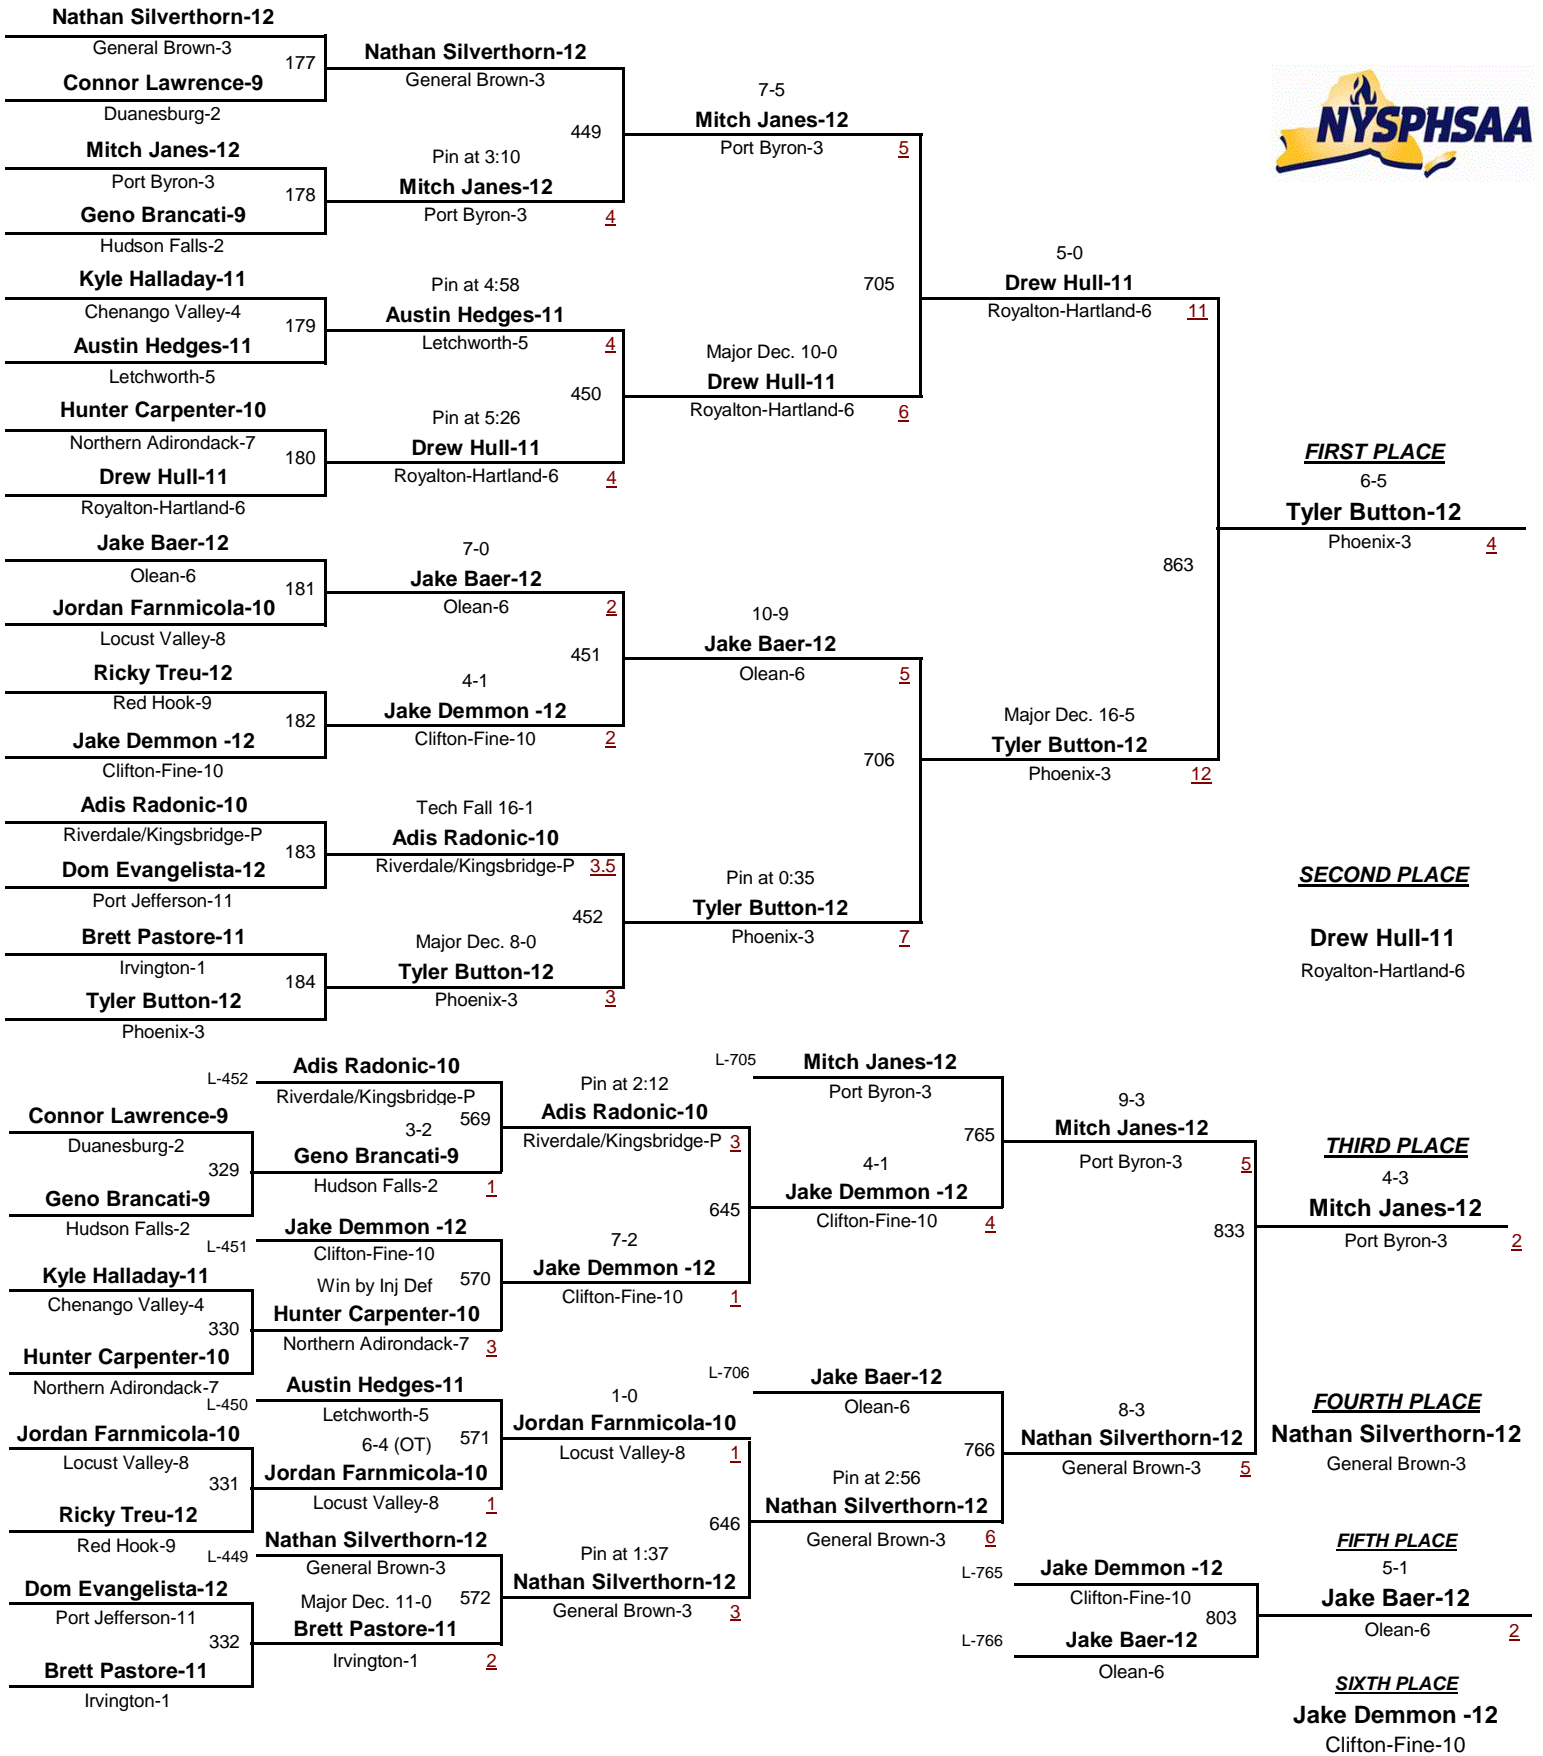 Nathan Silverthorn-12
General Brown-3
177
Connor Lawrence-9
Duanesburg-2
Mitch Janes-12
Port Byron-3
178
Geno Brancati-9
Hudson Falls-2
Kyle Halladay-11
Chenango Valley-4
179
Austin Hedges-11
Letchworth-5
Hunter Carpenter-10
Northern Adirondack-7
180
Drew Hull-11
Royalton-Hartland-6
Jake Baer-12
Olean-6
181
Jordan Farnmicola-10
Locust Valley-8
Ricky Treu-12
Red Hook-9
182
Jake Demmon -12
Clifton-Fine-10
Adis Radonic-10
Riverdale/Kingsbridge-P
183
Dom Evangelista-12
Port Jefferson-11
Brett Pastore-11
Irvington-1
184
Tyler Button-12
Phoenix-3
Nathan Silverthorn-12
General Brown-3
449
Pin at 3:10
Mitch Janes-12
Port Byron-3 4
Pin at 4:58
Austin Hedges-11
Letchworth-5 4
450
Pin at 5:26
Drew Hull-11
Royalton-Hartland-6 4
7-0
Jake Baer-12
Olean-6 2
451
4-1
Jake Demmon -12
Clifton-Fine-10 2
Tech Fall 16-1
Adis Radonic-10
Riverdale/Kingsbridge-P 3.5
452
Major Dec. 8-0
Tyler Button-12
Phoenix-3 3
7-5
Mitch Janes-12
Port Byron-3 5
705
Major Dec. 10-0
Drew Hull-11
Royalton-Hartland-6 6
10-9
Jake Baer-12
Olean-6 5
706
Pin at 0:35
Tyler Button-12
Phoenix-3 7
5-0
Drew Hull-11
Royalton-Hartland-6 11
863
Major Dec. 16-5
Tyler Button-12
Phoenix-3 12
NYSPHSAA
FIRST PLACE
6-5
Tyler Button-12
Phoenix-3 4
SECOND PLACE
Drew Hull-11
Royalton-Hartland-6
Connor Lawrence-9
Duanesburg-2
329
Geno Brancati-9
Hudson Falls-2
Kyle Halladay-11
Chenango Valley-4
330
Hunter Carpenter-10
Northern Adirondack-7
Jordan Farnmicola-10
Locust Valley-8
331
Ricky Treu-12
Red Hook-9
Dom Evangelista-12
Port Jefferson-11
332
Brett Pastore-11
Irvington-1
L-452
Adis Radonic-10
Riverdale/Kingsbridge-P
3-2 569
Geno Brancati-9
Hudson Falls-2 1
L-451
Jake Demmon -12
Clifton-Fine-10
Win by Inj Def 570
Hunter Carpenter-10
Northern Adirondack-7 3
L-450
Austin Hedges-11
Letchworth-5
6-4 (OT) 571
Jordan Farnmicola-10
Locust Valley-8 1
L-449
Nathan Silverthorn-12
General Brown-3
Major Dec. 11-0 572
Brett Pastore-11
Irvington-1 2
Pin at 2:12
Adis Radonic-10
Riverdale/Kingsbridge-P 3
645
7-2
Jake Demmon -12
Clifton-Fine-10 1
1-0
Jordan Farnmicola-10
Locust Valley-8 1
646
Pin at 1:37
Nathan Silverthorn-12
General Brown-3 3
L-705
Mitch Janes-12
Port Byron-3
765
4-1
Jake Demmon -12
Clifton-Fine-10 4
L-706
Jake Baer-12
Olean-6
766
Pin at 2:56
Nathan Silverthorn-12
General Brown-3 6
9-3
Mitch Janes-12
Port Byron-3 5
833
8-3
Nathan Silverthorn-12
General Brown-3 5
L-765
Jake Demmon -12
Clifton-Fine-10
803
L-766
Jake Baer-12
Olean-6
THIRD PLACE
4-3
Mitch Janes-12
Port Byron-3 2
FOURTH PLACE
Nathan Silverthorn-12
General Brown-3
FIFTH PLACE
5-1
Jake Baer-12
Olean-6 2
SIXTH PLACE
Jake Demmon -12
Clifton-Fine-10